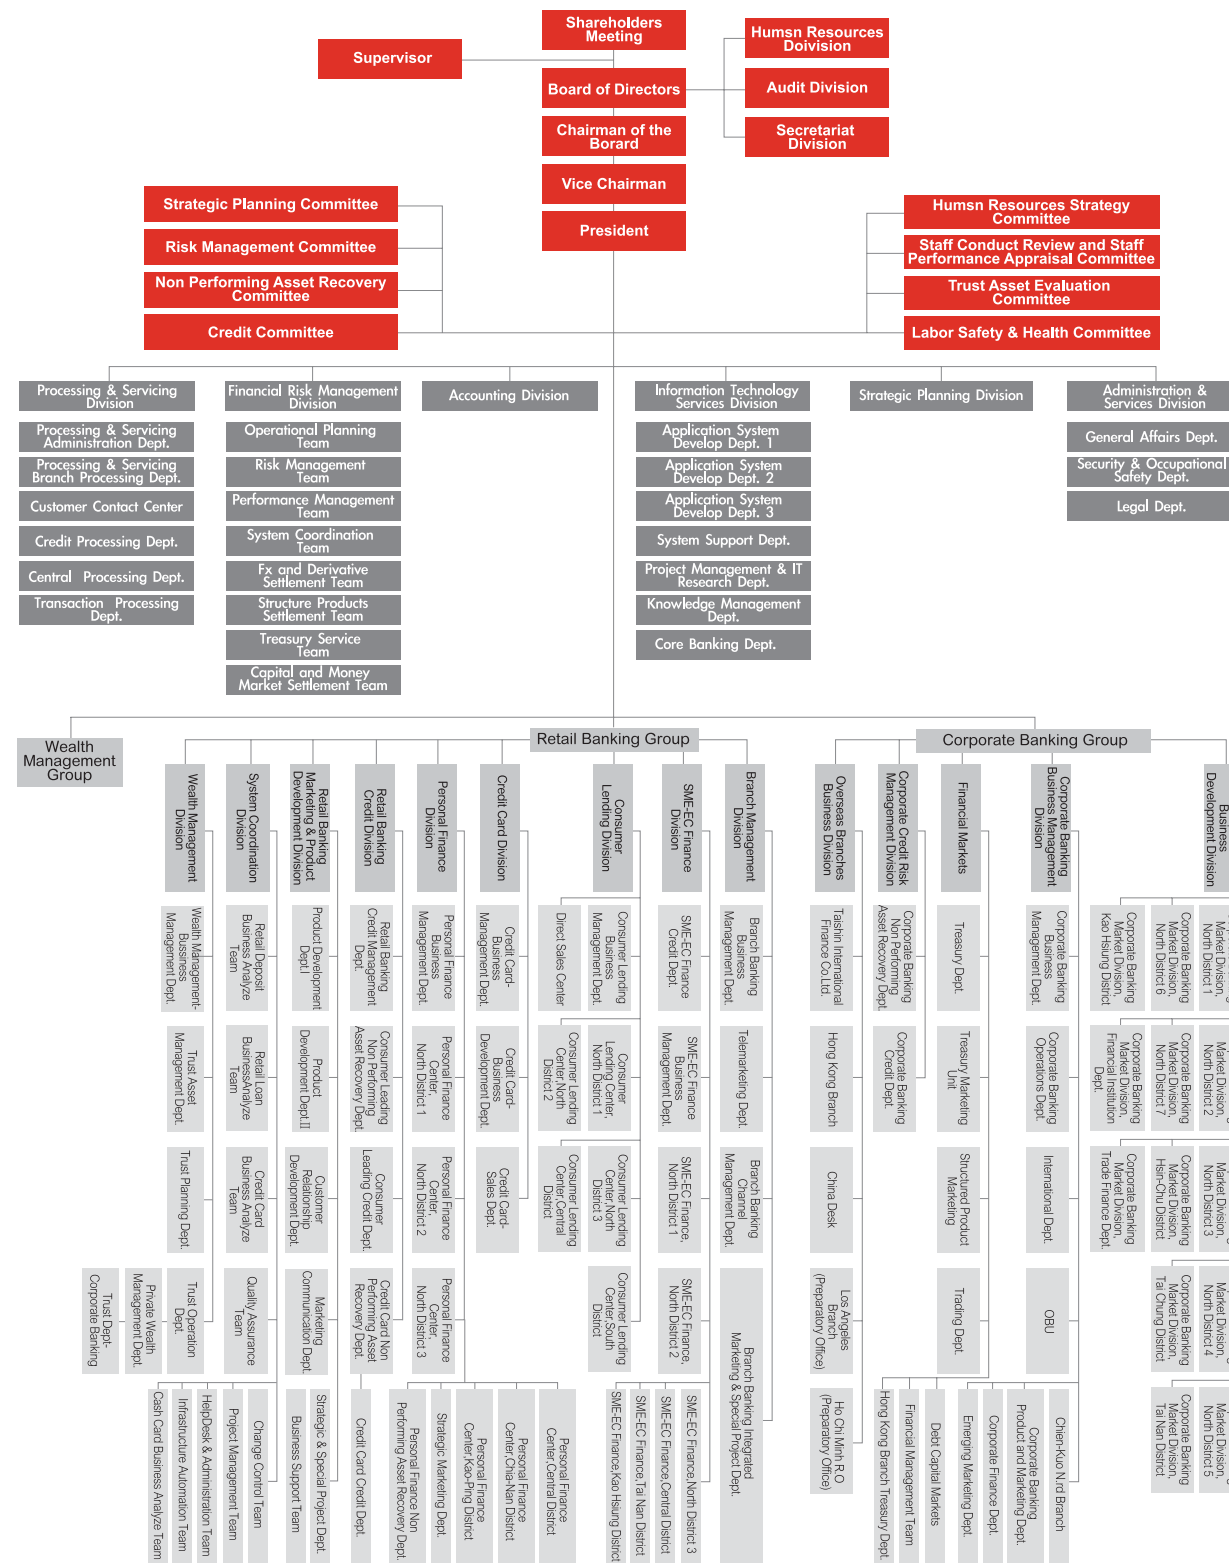 Shareholders
Meeting
Supervisor
Humsn Resources
Doivision
Board of Directors
Audit Division
Chairman of the
Borard
Secretariat
Division
Vice Chairman
President
Strategic Planning Committee
Risk Management Committee
Non Performing Asset Recovery
Committee
Credit Committee
Humsn Resources Strategy
Committee
Staff Conduct Review and Staff
Performance Appraisal Committee
Trust Asset Evaluation
Committee
Labor Safety & Health Committee
Processing & Servicing
Division
Processing & Servicing
Administration Dept.
Processing & Servicing
Branch Processing Dept.
Customer Contact Center
Credit Processing Dept.
Central Processing Dept.
Transaction Processing
Dept.
Financial Risk Management
Division
Operational Planning
Team
Risk Management
Team
Performance Management
Team
System Coordination
Team
Fx and Derivative
Settlement Team
Structure Products
Settlement Team
Treasury Service
Team
Capital and Money
Market Settlement Team
Accounting Division
Information Technology
Services Division
Application System
Develop Dept. 1
Application System
Develop Dept. 2
Application System
Develop Dept. 3
System Support Dept.
Project Management & IT
Research Dept.
Knowledge Management
Dept.
Core Banking Dept.
Strategic Planning Division
Administration &
Services Division
General Affairs Dept.
Security & Occupational
Safety Dept.
Legal Dept.
Wealth
Management
Group
Retail Banking Group
Corporate Banking Group
Wealth Management
Division
Wealth Management-
Bussiness
Management Dept.
Trust Asset
Management Dept.
Trust Planning Dept.
Trust Operation
Dept.
Private Wealth
Management Dept.
Trust Dept-
Corporate Banking
System Coordination
Division
Retail Deposit
Business Analyze
Team
Retail Loan
BusinessAnalyze
Team
Credit Card
Business Analyze
Team
Quality Assurance
Team
Change Control Team
Project Management Team
HelpDesk & Administration Team
Infrastructure Automation Team
Cash Card Business Analyze Team
Retail Banking
Marketing & Product
Development Division
Product Development
Dept.I
Product
Development Dept.II
Customer
Relationship
Development Dept.
Marketing
Communication Dept.
Strategic & Special Project Dept.
Business Support Team
Retail Banking
Credit Division
Retail Banking
Credit Management
Dept.
Consumer Leading
Non Performing
Asset Recovery Dept.
Consumer
Leading Credit Dept.
Credit Card Non
Performing Asset
Recovery Dept.
Credit Card Credit Dept.
Personal Finance
Division
Personal Finance
Business
Management Dept.
Personal Finance
Center,
North District 1
Personal Finance
Center,
North District 2
Personal Finance
Center,
North District 3
Personal Finance
Center,Central District
Personal Finance
Center,Chia-Nan District
Personal Finance
Center,Kao-Ping District
Strategic Marketing Dept.
Personal Finance Non
Performing Asset Recovery Dept.
Credit Card Division
Credit Card-
Business
Management Dept.
Credit Card-
Business
Development Dept.
Credit Card-
Sales Dept.
Consumer
Lending Division
Consumer Lending
Business
Management Dept.
Direct Sales Center
Consumer
Lending Center,
North District 1
Consumer Lending
Center,North
District 2
Consumer Lending
Center,North
District 3
Consumer Lending
Center,Central
District
Consumer Lending
Center,South
District
SME-EC Finance
Division
SME-EC Finance
Credit Dept.
SME-EC Finance
Business
Management Dept.
SME-EC Finance,
North District 1
SME-EC Finance,
North District 2
SME-EC Finance,North District 3
SME-EC Finance,Central District
SME-EC Finance,Tai Nan District
SME-EC Finance,Kao Hsiung District
Branch Management
Division
Branch Banking
Business
Management Dept.
Telemarketing Dept.
Branch Banking
Channel
Management Dept.
Branch Banking Integrated
Marketing & Special Project Dept.
Overseas Branches
Business Division
Taishin International
Finance Co.Ltd.
Hong Kong Branch
China Desk
Los Angeles
Branch
(Preparatory Office)
Ho Chi Minh R.O
(Preparatory Office)
Corporate Credit Risk
Management Division
Corporate Banking
Non Performing
Asset Recovery Dept.
Corporate Banking
Credit Dept.
Financial Markets
Treasury Dept.
Treasury Marketing
Unit
Structured Product
Marketing
Trading Dept.
Debt Capital Markets
Financial Management Team
Hong Kong Branch Treasury Dept.
Corporate Banking
Business Management
Division
Corporate Banking
Business
Management Dept.
Corporate Banking
Operations Dept.
International Dept.
OBU
Chien-Kuo N.rd Branch
Corporate Banking
Product and Marketing Dept.
Corporate Finance Dept.
Emerging Marketing Dept.
Business
Development Division
Market Division,
North District 1
Corporate Banking
Market Division,
North District 6
Corporate Banking
Market Division,
Kao Hsiung District
Market Division,
North District 2
Corporate Banking
Market Division,
North District 7
Corporate Banking
Market Division,
Financial Institution
Dept.
Market Division,
North District 3
Corporate Banking
Market Division,
Hsin-Chu District
Corporate Banking
Market Division,
Trade Finance Dept.
Market Division,
North District 4
Corporate Banking
Market Division,
Tai Chung District
Market Division,
North District 5
Corporate Banking
Market Division,
Tai Nan District